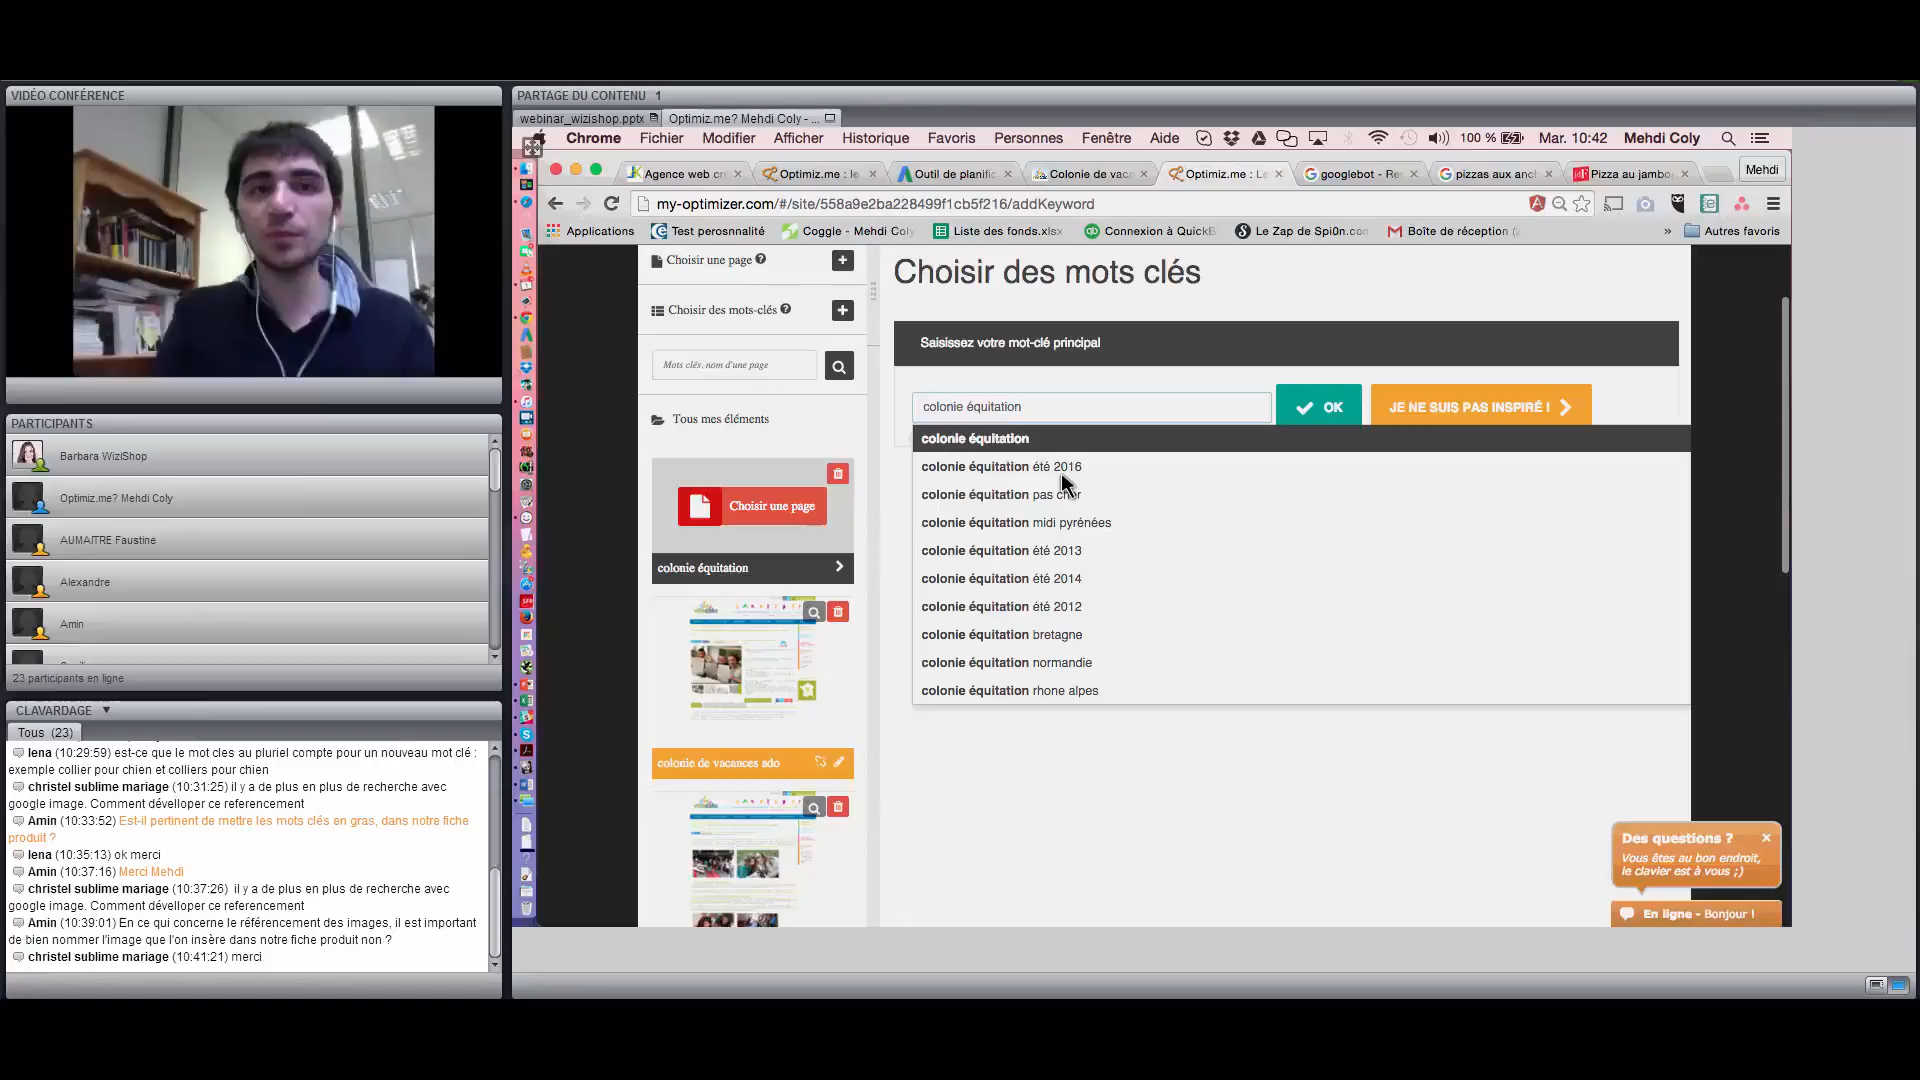 VIDÉO CONFÉRENCE
PARTICIPANTS
Barbara WiziShop
Optimiz.me? Mehdi Coly
AUMAITRE Faustine
Alexandre
Amin
23 participants en ligne
CLAVARDAGE
Tous (23)
lena (10:29:59) est-ce que le mot cles au pluriel compte pour un nouveau mot clé :
exemple collier pour chien et colliers pour chien
christel sublime mariage (10:31:25) il y a de plus en plus de recherche avec
google image. Comment dévelloper ce referencement
Amin (10:33:52) Est-il pertinent de mettre les mots clés en gras, dans notre fiche
produit ?
lena (10:35:13) ok merci
Amin (10:37:16) Merci Mehdi
christel sublime mariage (10:37:26) il y a de plus en plus de recherche avec
google image. Comment dévelloper ce referencement
Amin (10:39:01) En ce qui concerne le référencement des images, il est important
de bien nommer l'image que l'on insère dans notre fiche produit non ?
christel sublime mariage (10:41:21) merci
PARTAGE DU CONTENU 1
webinar_wizishop.pptx Optimiz.me? Mehdi Coly - ...
Chrome Fichier Modifier Afficher Historique Favoris Personnes Fenêtre Aide 100 % Mar. 10:42 Mehdi Coly
Agence web cr Optimiz.me : le Outil de planific Colonie de vaca Optimiz.me : Le googlebot - Re pizzas aux anch Pizza au jambo Mehdi
my-optimizer.com/#/site/558a9e2ba228499f1cb5f216/addKeyword
Applications Test perosnnalité Coggle - Mehdi Coly Liste des fonds.xlsx Connexion à QuickB Le Zap de Spi0n.com Boîte de réception » Autres favoris
Choisir une page
Choisir des mots-clés
Mots clés, nom d'une page
Tous mes éléments
Choisir une page
colonie équitation
colonie de vacances ado
Choisir des mots clés
Saisissez votre mot-clé principal
colonie équitation OK JE NE SUIS PAS INSPIRÉ !
colonie équitation
colonie équitation été 2016
colonie équitation pas cher
colonie équitation midi pyrénées
colonie équitation été 2013
colonie équitation été 2014
colonie équitation été 2012
colonie équitation bretagne
colonie équitation normandie
colonie équitation rhone alpes
Des questions ?
Vous êtes au bon endroit,
le clavier est à vous ;)
En ligne - Bonjour !